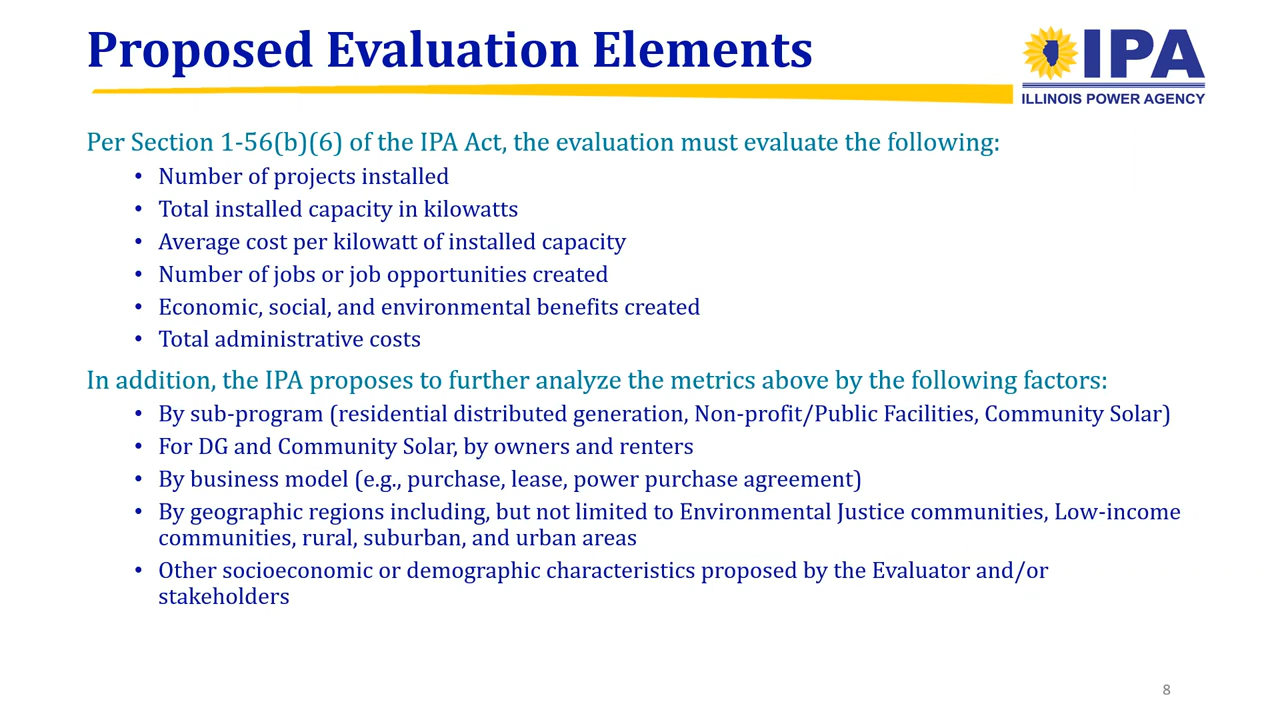 Proposed Evaluation Elements
IPA
ILLINOIS POWER AGENCY
Per Section 1-56(b)(6) of the IPA Act, the evaluation must evaluate the following:
• Number of projects installed
• Total installed capacity in kilowatts
• Average cost per kilowatt of installed capacity
• Number of jobs or job opportunities created
• Economic, social, and environmental benefits created
• Total administrative costs
In addition, the IPA proposes to further analyze the metrics above by the following factors:
• By sub-program (residential distributed generation, Non-profit/Public Facilities, Community Solar)
• For DG and Community Solar, by owners and renters
• By business model (e.g., purchase, lease, power purchase agreement)
• By geographic regions including, but not limited to Environmental Justice communities, Low-income
communities, rural, suburban, and urban areas
• Other socioeconomic or demographic characteristics proposed by the Evaluator and/or
stakeholders
8